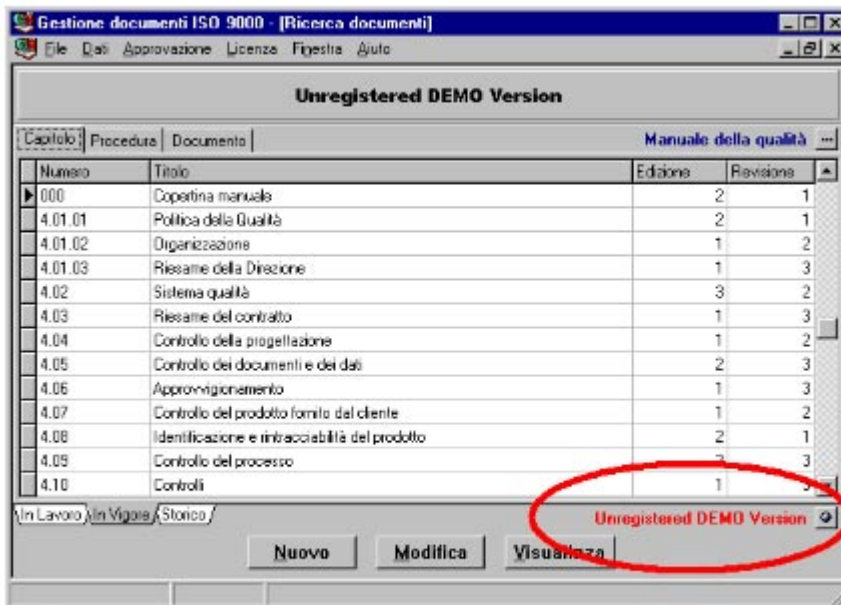 Gestione documenti ISO 9000 - [Ricerca documenti]
File Dati Approvazione Licenza Finestra Aiuto
Unregistered DEMO Version
Capitolo Procedura Documento Manuale della qualità ...
Numero Titolo Edizione Revisione
000 Copertina manuale 2 1
4.01.01 Politica della Qualità 2 1
4.01.02 Organizzazione 1 2
4.01.03 Riesame della Direzione 1 3
4.02 Sistema qualità 3 2
4.03 Riesame del contratto 1 3
4.04 Controllo della progettazione 1 2
4.05 Controllo dei documenti e dei dati 2 3
4.06 Approvvigionamento 1 3
4.07 Controllo del prodotto fornito dal cliente 1 2
4.08 Identificazione e rintracciabilità del prodotto 2 1
4.09 Controllo del processo 3
4.10 Controlli 1
In Lavoro In Vigore Storico Unregistered DEMO Version
Nuovo Modifica Visualizza